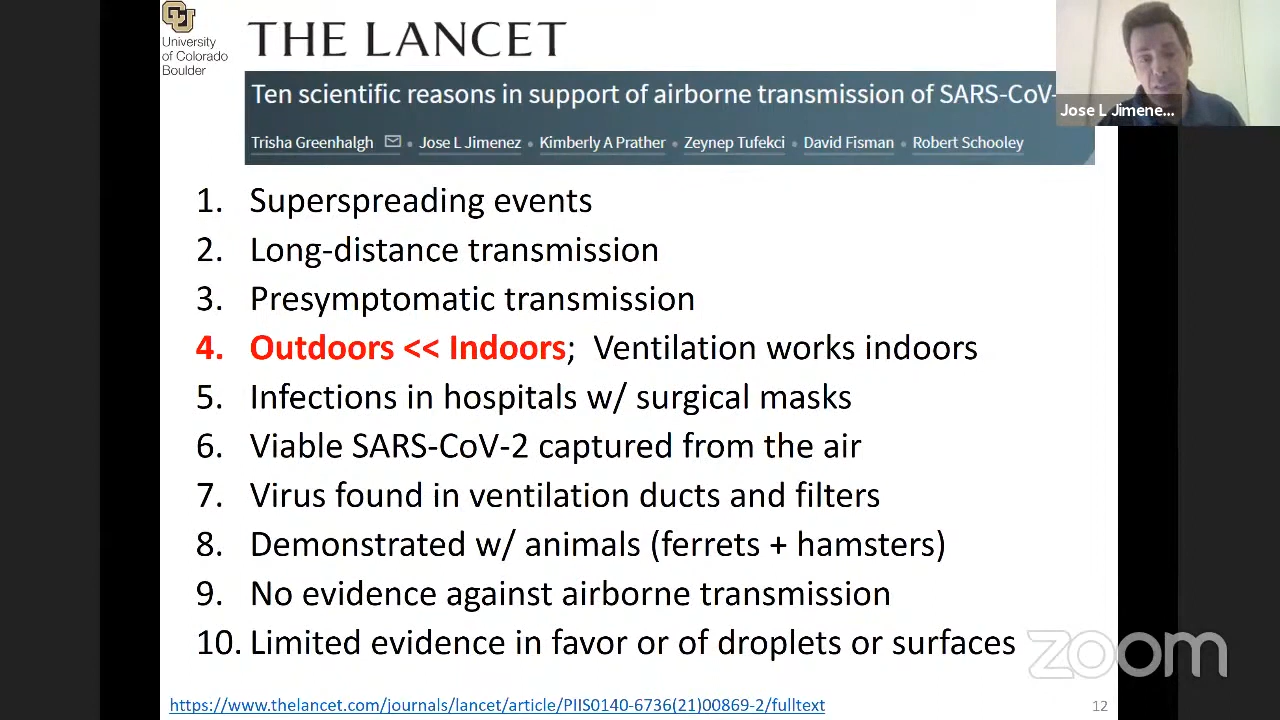 University
of Colorado
Boulder
THE LANCET
Ten scientific reasons in support of airborne transmission of SARS-CoV-
Trisha Greenhalgh • Jose L Jimenez • Kimberly A Prather • Zeynep Tufekci • David Fisman • Robert Schooley
Jose L Jimene...
1. Superspreading events
2. Long-distance transmission
3. Presymptomatic transmission
4. Outdoors << Indoors; Ventilation works indoors
5. Infections in hospitals w/ surgical masks
6. Viable SARS-CoV-2 captured from the air
7. Virus found in ventilation ducts and filters
8. Demonstrated w/ animals (ferrets + hamsters)
9. No evidence against airborne transmission
10. Limited evidence in favor or of droplets or surfaces
zoom
https://www.thelancet.com/journals/lancet/article/PIIS0140-6736(21)00869-2/fulltext
12